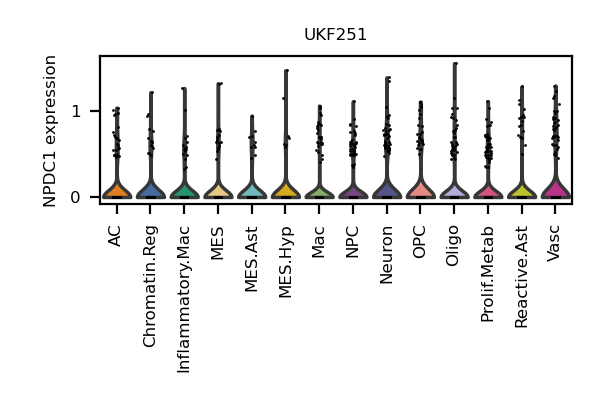 UKF251
NPDC1 expression
1
0
AC
Chromatin.Reg
Inflammatory.Mac
MES
MES.Ast
MES.Hyp
Mac
NPC
Neuron
OPC
Oligo
Prolif.Metab
Reactive.Ast
Vasc